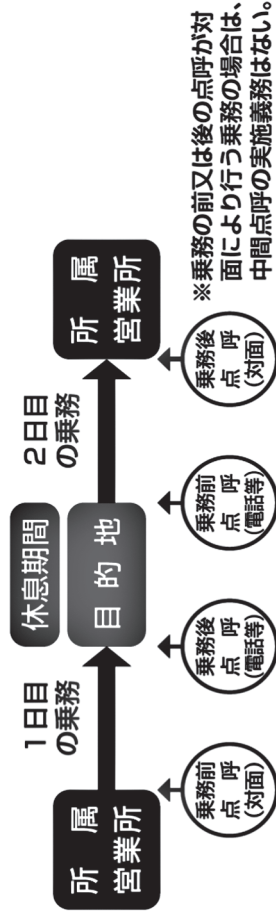 休息期間
1日目
の乗務
2日目
の乗務
所属
営業所
目的地
所属
営業所
乗務前
点呼
(対面)
乗務後
点呼
(電話等)
乗務前
点呼
(電話等)
乗務後
点呼
(対面)
※乗務の前又は後の点呼が対
面により行う乗務の場合は、
中間点呼の実施義務はない。